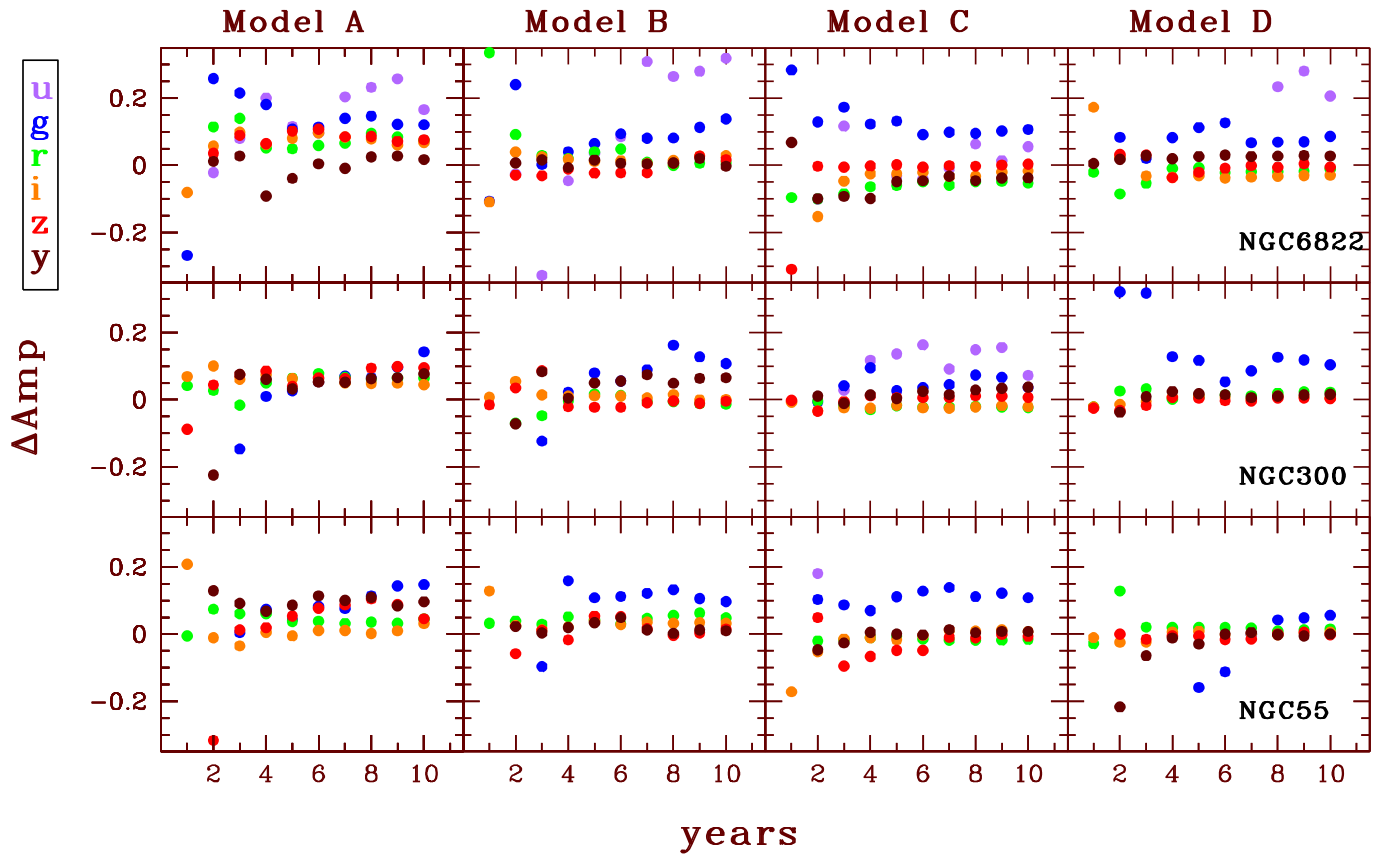 Model A Model B Model C Model D
u
g
r
i
z
y
0.2
0
−0.2
NGC6822
0.2
0
−0.2
NGC300
ΔAmp
0.2
0
−0.2
NGC55
2 4 6 8 10 2 4 6 8 10 2 4 6 8 10 2 4 6 8 10
years